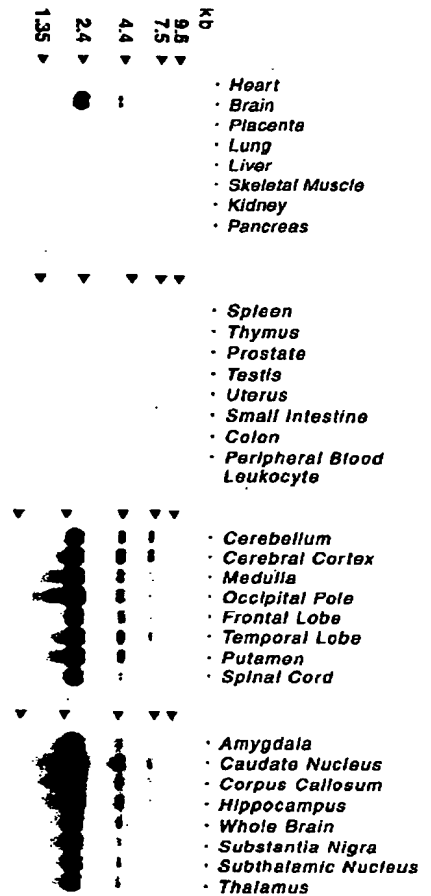 kb
9.5
7.5
4.4
2.4
1.35
· Heart
· Brain
· Placenta
· Lung
· Liver
· Skeletal Muscle
· Kidney
· Pancreas
· Spleen
· Thymus
· Prostate
· Testis
· Uterus
· Small Intestine
· Colon
· Peripheral Blood
Leukocyte
· Cerebellum
· Cerebral Cortex
· Medulla
· Occipital Pole
· Frontal Lobe
· Temporal Lobe
· Putamen
· Spinal Cord
· Amygdala
· Caudate Nucleus
· Corpus Callosum
· Hippocampus
· Whole Brain
· Substantia Nigra
· Subthalamic Nucleus
· Thalamus